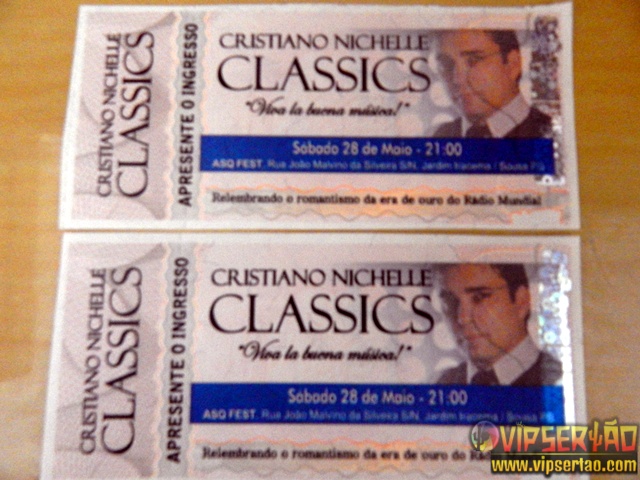 CRISTIANO NICHELLE
CLASSICS
APRESENTE O INGRESSO
CRISTIANO NICHELLE
CLASSICS
"Viva la buena música!"
Sábado 28 de Maio - 21:00
ASQ FEST. Rua João Malvino da Silveira S/N, Jardim Iracema / Sousa PB
Relembrando o romantismo da era de ouro do Rádio Mundial
CRISTIANO NICHELLE
CLASSICS
APRESENTE O INGRESSO
CRISTIANO NICHELLE
CLASSICS
"Viva la buena música!"
Sábado 28 de Maio - 21:00
ASQ FEST. Rua João Malvino da Silveira S/N, Jardim Iracema / Sousa PB
Relembrando o romantismo da era de ouro do
VIPSERTÃO
www.vipsertao.com